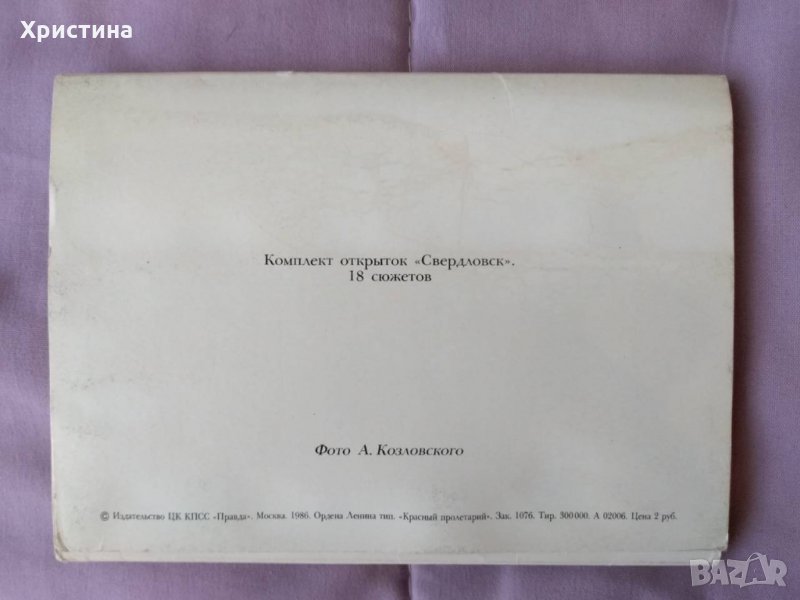 Христина
Комплект открыток «Свердловск».
18 сюжетов
Фото А. Козловского
© Издательство ЦК КПСС «Правда». Москва. 1986. Ордена Ленина тип. «Красный пролетарий». Зак. 1076. Тир. 300 000. А 02006. Цена 2 руб.
BAZAR